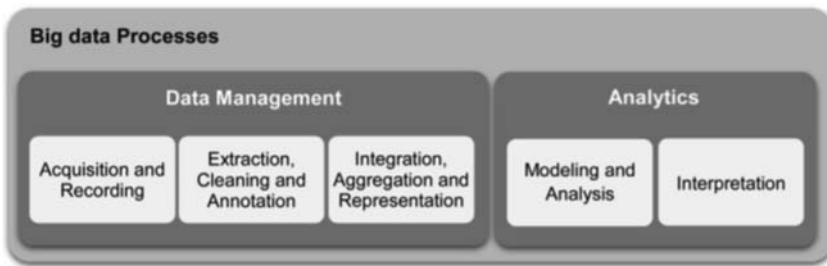 Big data Processes
Data Management
Acquisition and
Recording
Extraction,
Cleaning and
Annotation
Integration,
Aggregation and
Representation
Analytics
Modeling and
Analysis
Interpretation